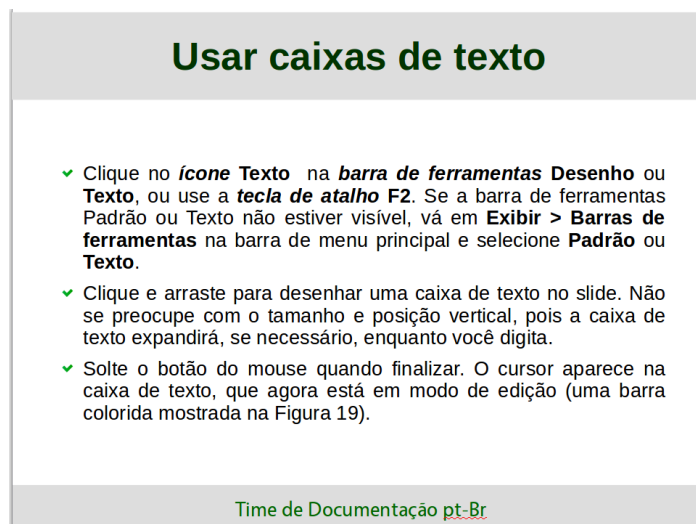 Usar caixas de texto
Clique no ícone Texto na barra de ferramentas Desenho ou
Texto, ou use a tecla de atalho F2. Se a barra de ferramentas
Padrão ou Texto não estiver visível, vá em Exibir > Barras de
ferramentas na barra de menu principal e selecione Padrão ou
Texto.
Clique e arraste para desenhar uma caixa de texto no slide. Não
se preocupe com o tamanho e posição vertical, pois a caixa de
texto expandirá, se necessário, enquanto você digita.
Solte o botão do mouse quando finalizar. O cursor aparece na
caixa de texto, que agora está em modo de edição (uma barra
colorida mostrada na Figura 19).
Time de Documentação pt-Br